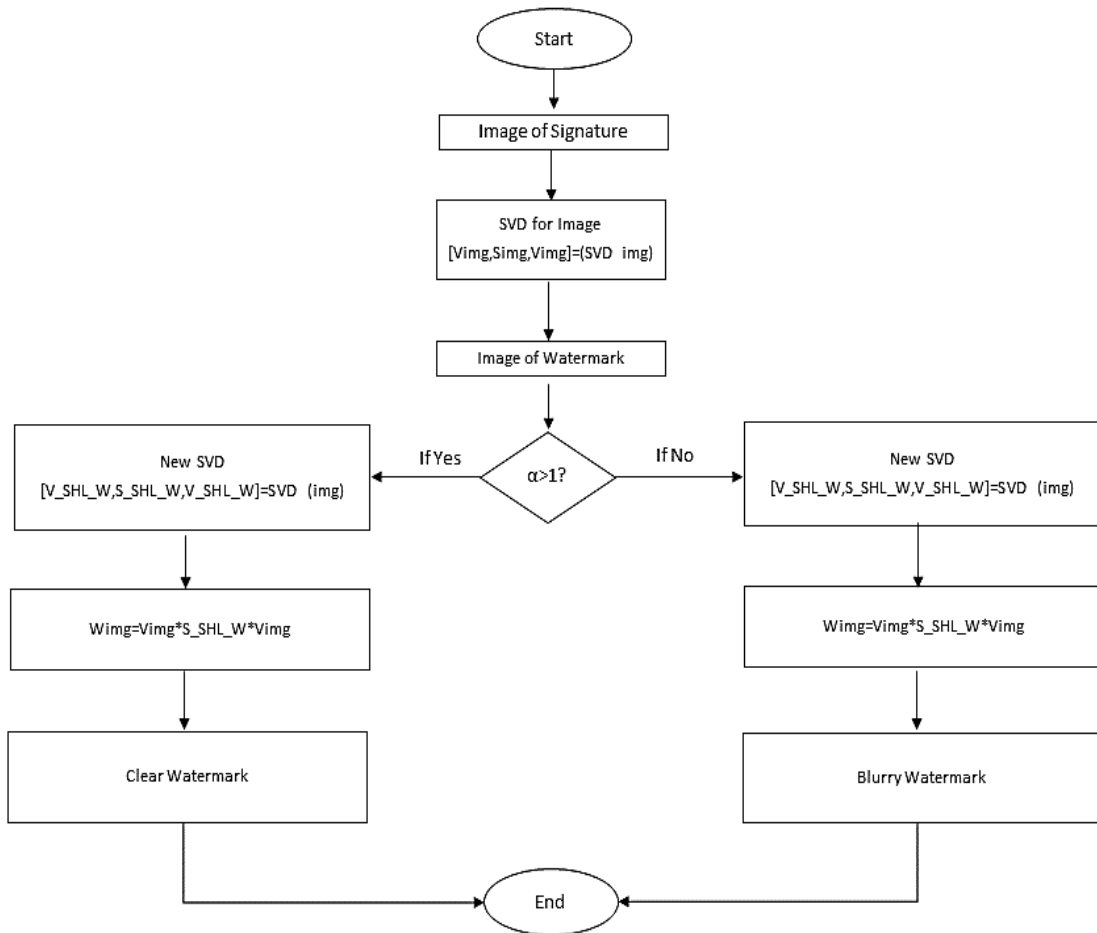 Start
Image of Signature
SVD for Image
[Vimg,Simg,Vimg]=(SVD img)
Image of Watermark
α>1?
If Yes
If No
New SVD
[V_SHL_W,S_SHL_W,V_SHL_W]=SVD (img)
Wimg=Vimg*S_SHL_W*Vimg
Clear Watermark
New SVD
[V_SHL_W,S_SHL_W,V_SHL_W]=SVD (img)
Wimg=Vimg*S_SHL_W*Vimg
Blurry Watermark
End